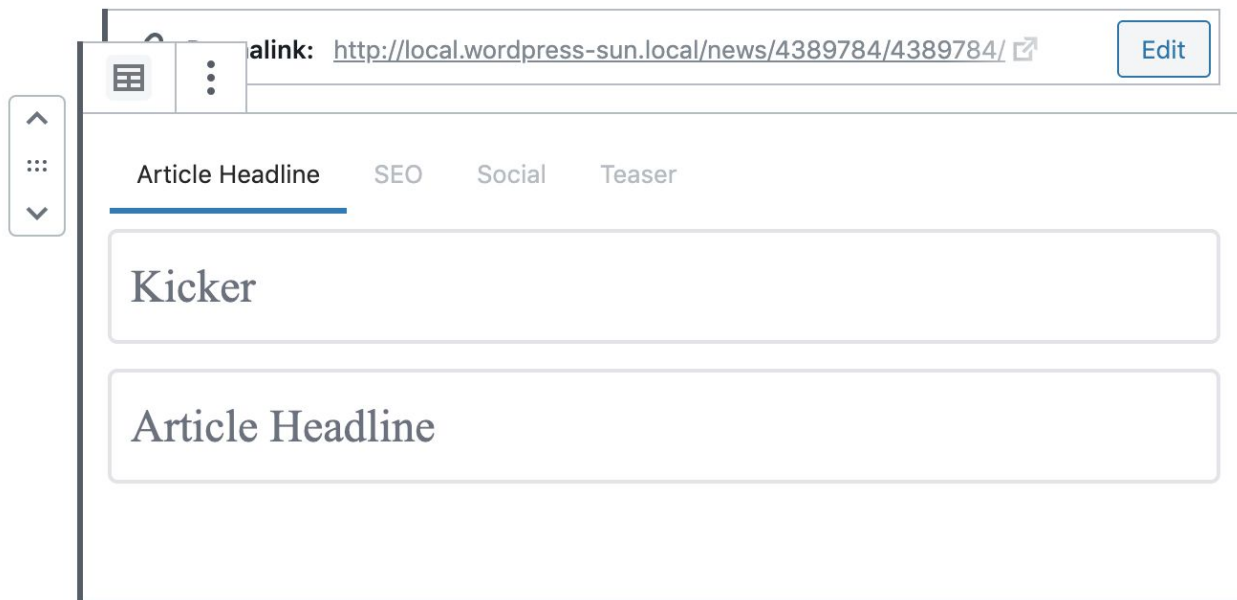 alink: http://local.wordpress-sun.local/news/4389784/4389784/ Edit
Article Headline SEO Social Teaser
Kicker
Article Headline